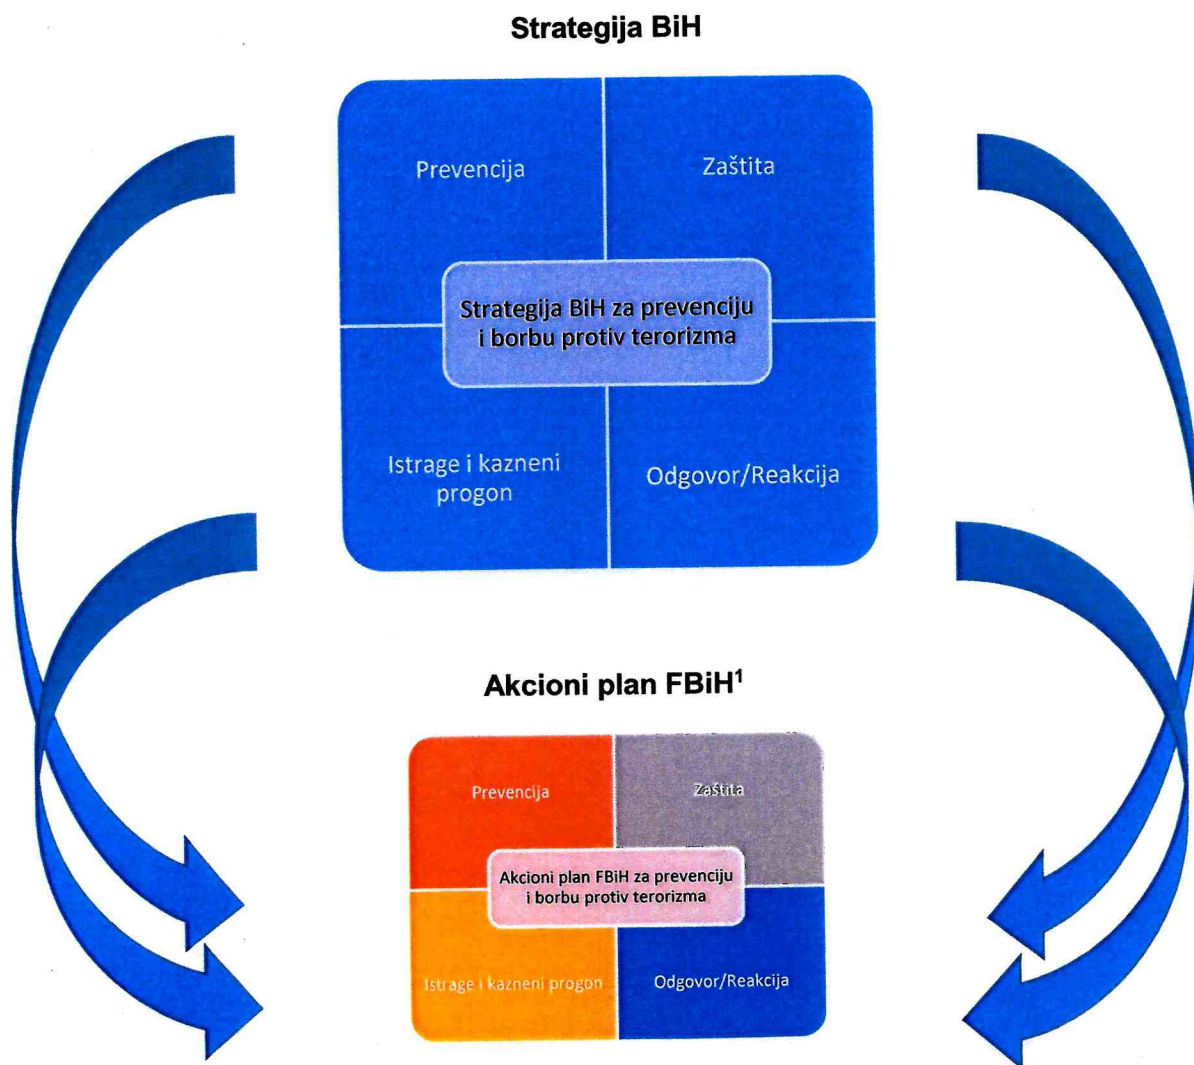 Strategija BiH
Prevencija
Zaštita
Strategija BiH za prevenciju
i borbu protiv terorizma
Istrage i kazneni
progon
Odgovor/Reakcija
Akcioni plan FBiH¹
Prevencija
Zaštita
Akcioni plan FBiH za prevenciju
i borbu protiv terorizma
Istrage i kazneni progon
Odgovor/Reakcija